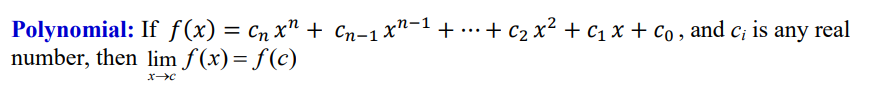 Polynomial: If f(x) = cₙ xⁿ + cₙ₋₁ xⁿ⁻¹ + ⋯ + c₂ x² + c₁ x + c₀ , and cᵢ is any real
number, then lim f(x) = f(c)
x→c